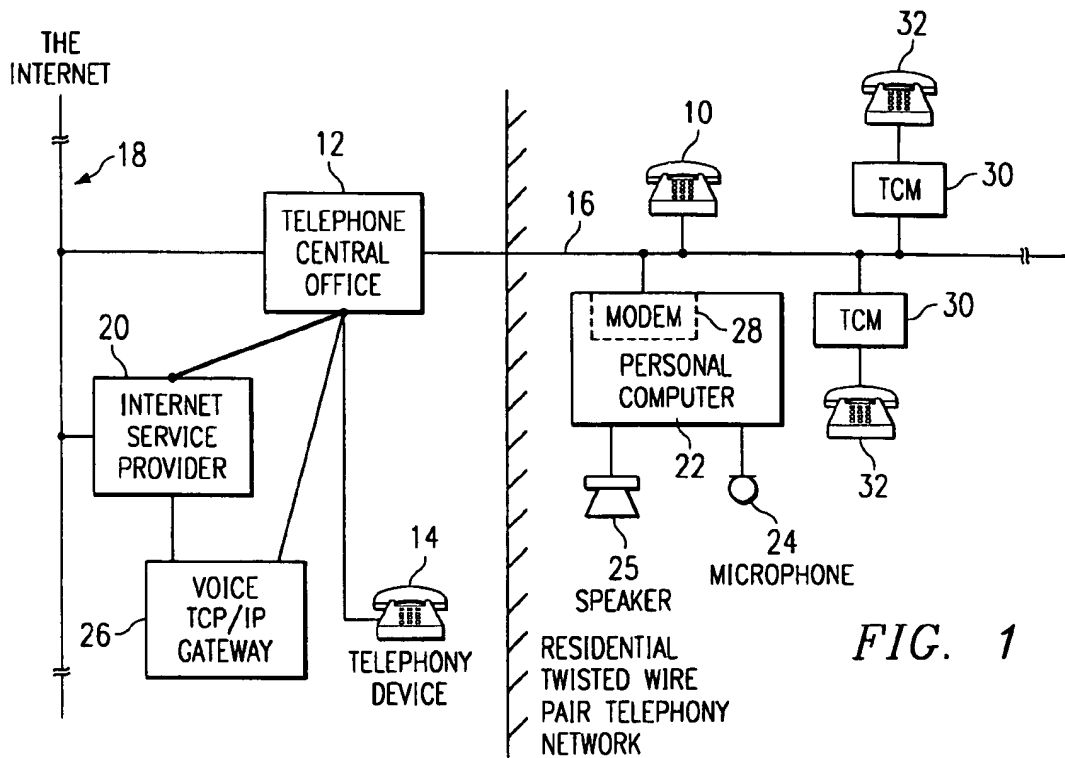 THE
INTERNET
18
12
TELEPHONE
CENTRAL
OFFICE
20
INTERNET
SERVICE
PROVIDER
26
VOICE
TCP/IP
GATEWAY
14
TELEPHONY
DEVICE
16
10
32
TCM
30
MODEM
28
PERSONAL
COMPUTER
22
TCM
30
32
25
SPEAKER
24
MICROPHONE
RESIDENTIAL
TWISTED WIRE
PAIR TELEPHONY
NETWORK
FIG. 1